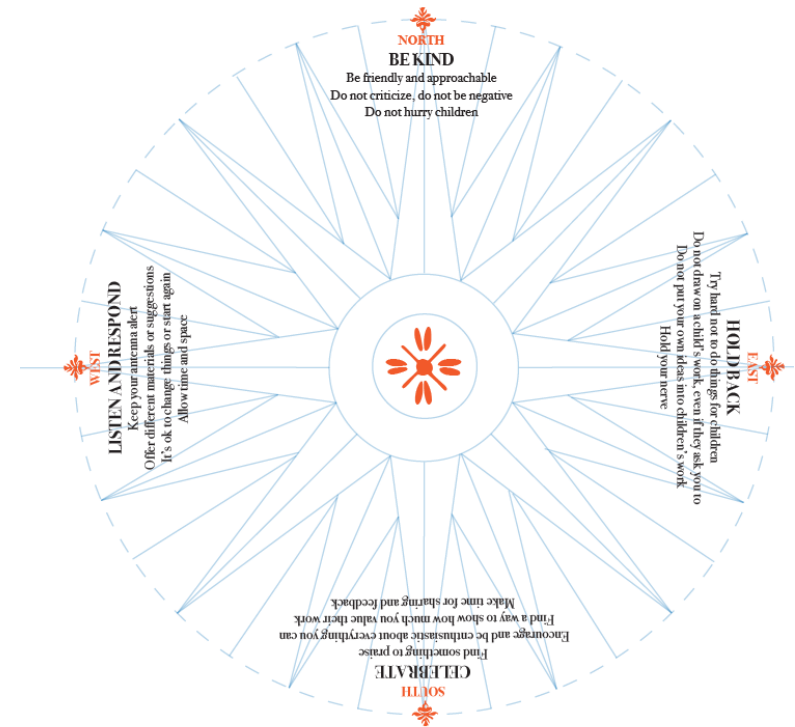 NORTH
BE KIND
Be friendly and approachable
Do not criticize, do not be negative
Do not hurry children
EAST
HOLD BACK
Try hard not to do things for children
Do not draw on a child's work, even if they ask you to
Do not put your own ideas into children's work
Hold your nerve
SOUTH
CELEBRATE
Find something to praise
Encourage and be enthusiastic about everything you can
Find a way to show how much you value their work
Make time for sharing and feedback
WEST
LISTEN AND RESPOND
Keep your antenna alert
Offer different materials or suggestions
It's ok to change things or start again
Allow time and space